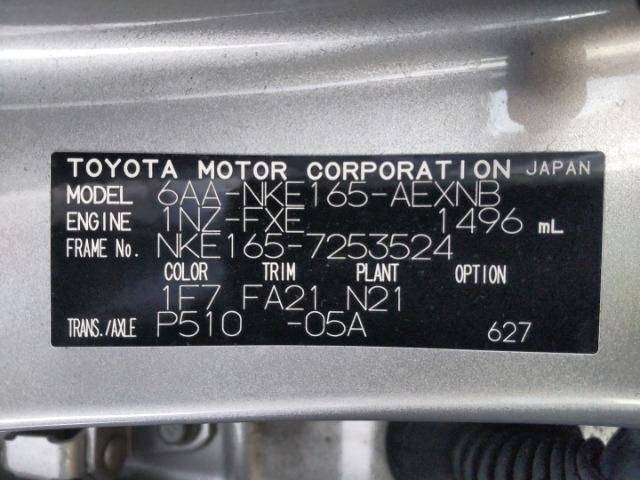 TOYOTA MOTOR CORPORATION JAPAN
MODEL 6AA-NKE165-AEXNB
ENGINE 1NZ-FXE 1496 mL
FRAME No. NKE165-7253524
COLOR TRIM PLANT OPTION
1F7 FA21 N21
TRANS./AXLE P510 -05A 627